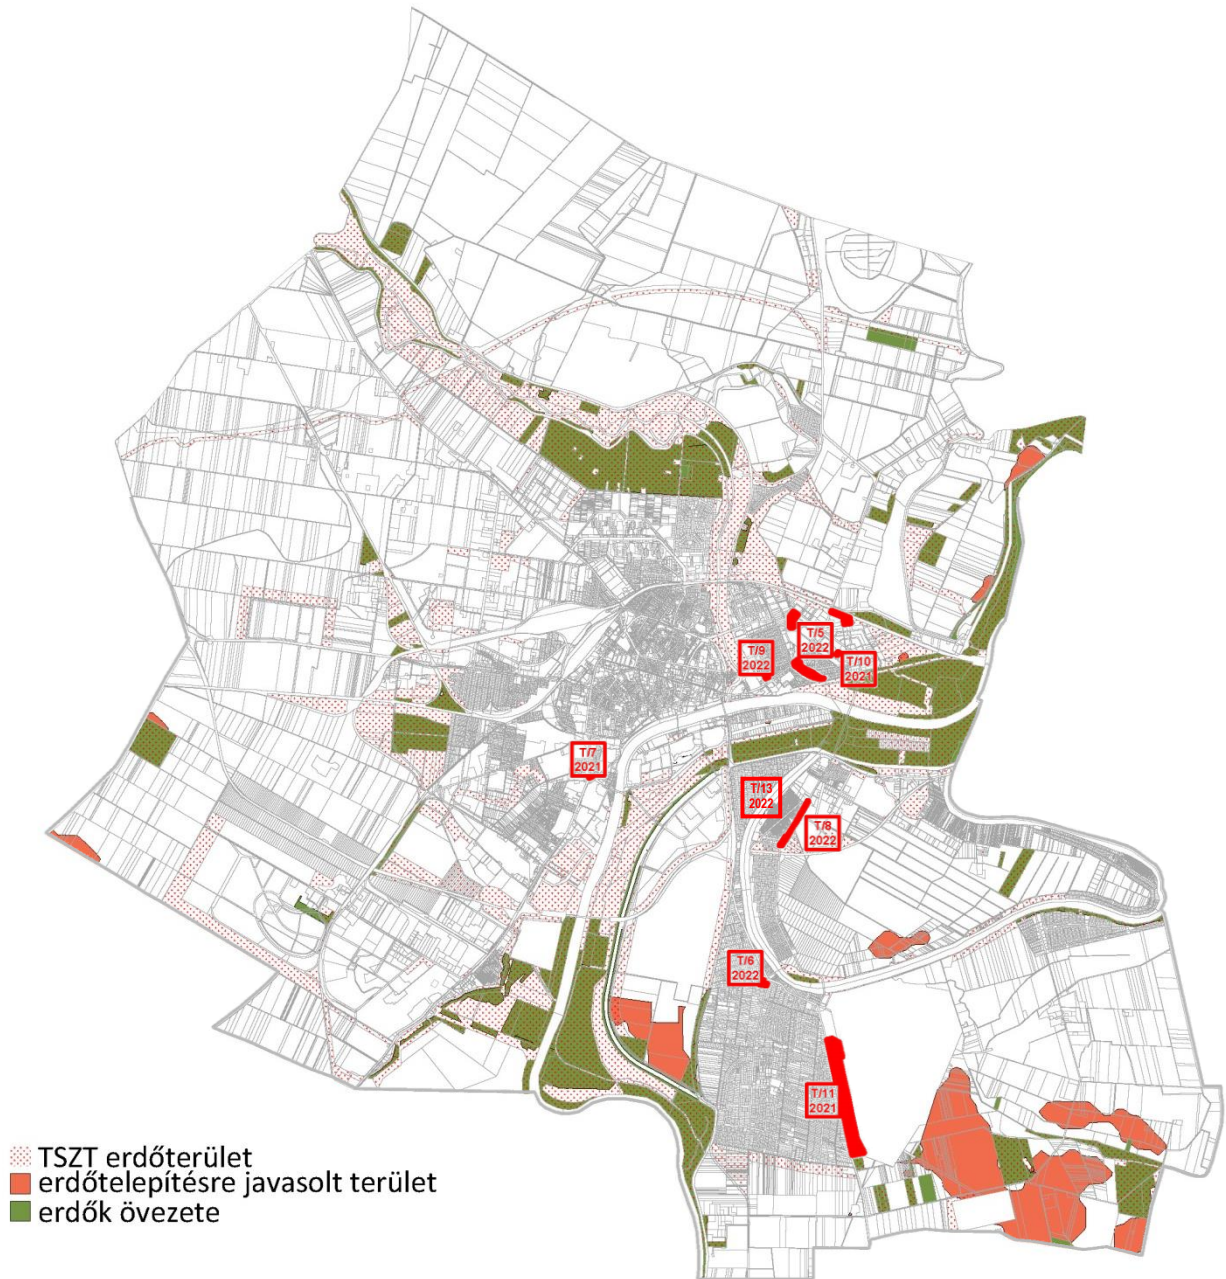 T/5
2022
T/9
2022
T/10
2021
T/7
2021
T/13
2022
T/8
2022
T/6
2022
T/11
2021
TSZT erdőterület
erdőtelepítésre javasolt terület
erdők övezete